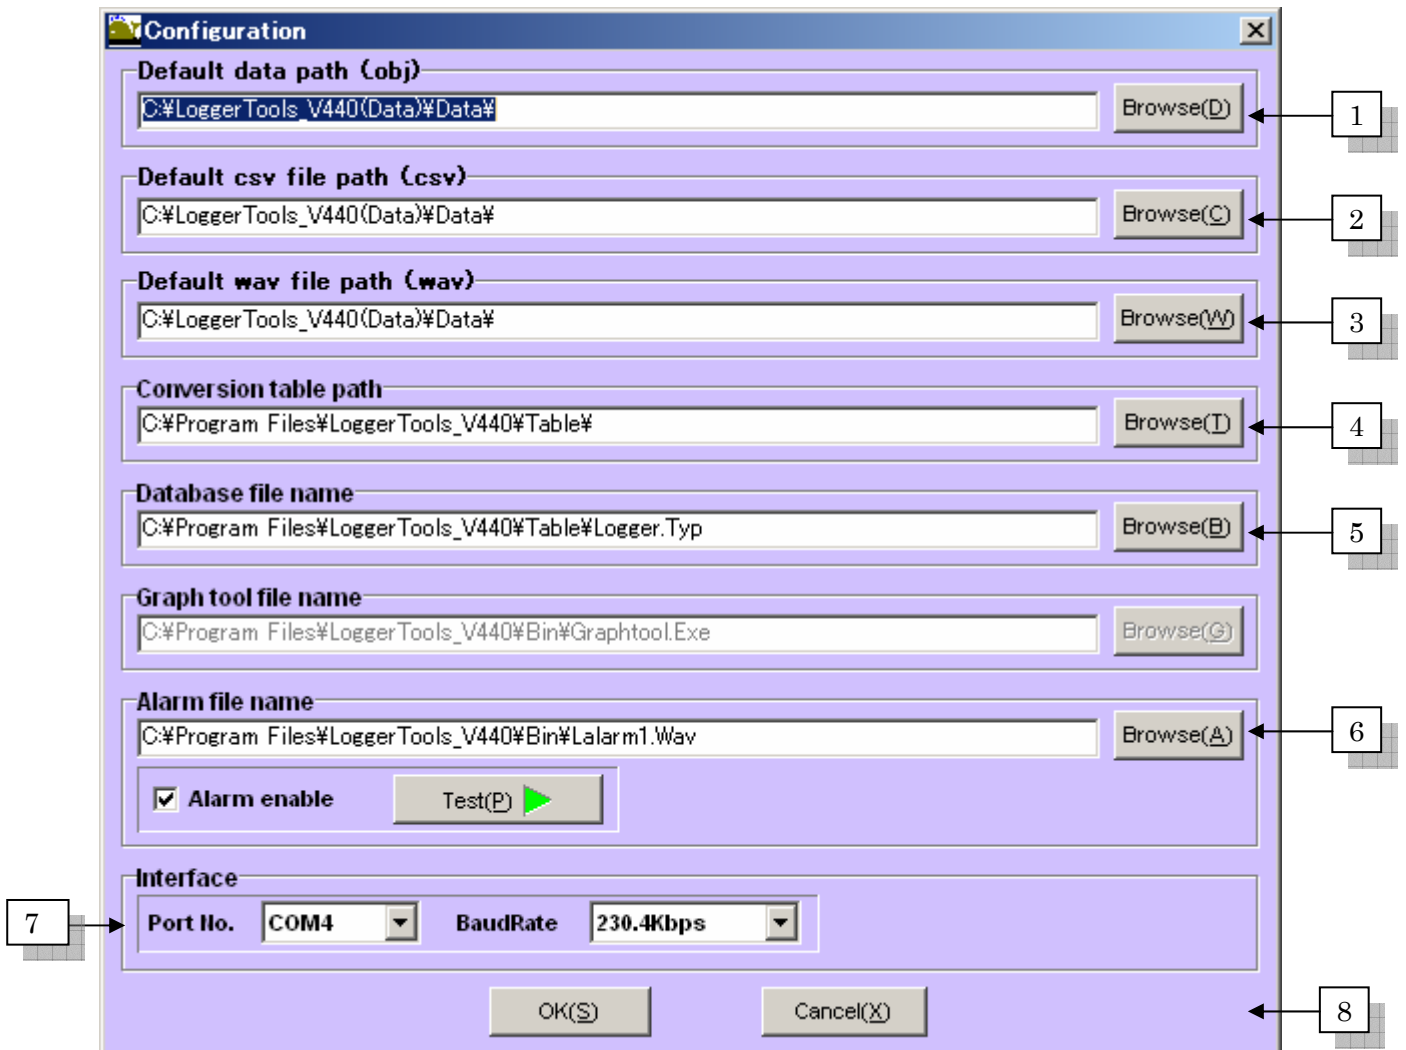 Configuration
Default data path (.obj)
C:¥LoggerTools_V440(Data)¥Data¥
Browse(D)
1
Default csv file path (.csv)
C:¥LoggerTools_V440(Data)¥Data¥
Browse(C)
2
Default wav file path (.wav)
C:¥LoggerTools_V440(Data)¥Data¥
Browse(W)
3
Conversion table path
C:¥Program Files¥LoggerTools_V440¥Table¥
Browse(T)
4
Database file name
C:¥Program Files¥LoggerTools_V440¥Table¥Logger.Typ
Browse(B)
5
Graph tool file name
C:¥Program Files¥LoggerTools_V440¥Bin¥Graphtool.Exe
Browse(G)
Alarm file name
C:¥Program Files¥LoggerTools_V440¥Bin¥Lalarm1.Wav
Browse(A)
6
Alarm enable
Test(P)
Interface
7
Port No.
COM4
BaudRate
230.4Kbps
OK(S)
Cancel(X)
8